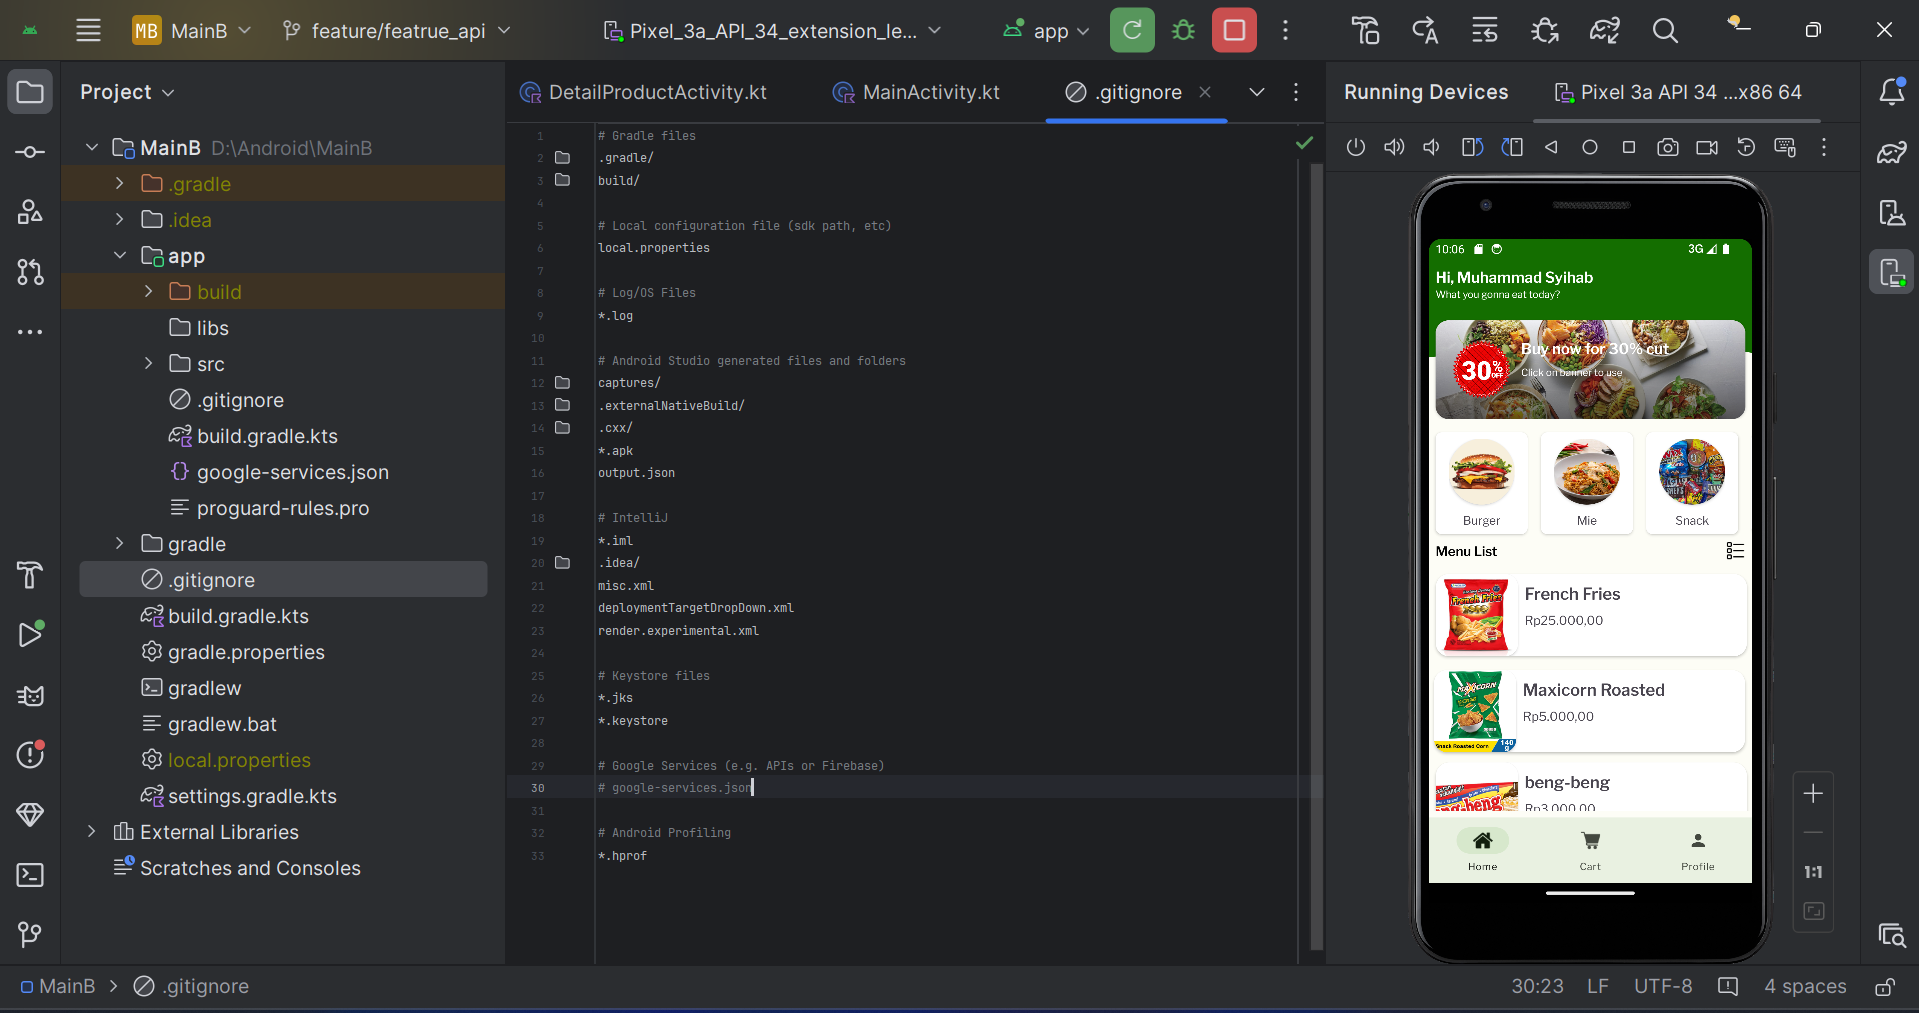 MB MainB
feature/featrue_api
Pixel_3a_API_34_extension_le...
app
Project
DetailProductActivity.kt
MainActivity.kt
.gitignore
Running Devices
Pixel 3a API 34 ...x86 64
MainB D:\Android\MainB
.gradle
.idea
app
build
libs
src
.gitignore
build.gradle.kts
google-services.json
proguard-rules.pro
gradle
.gitignore
build.gradle.kts
gradle.properties
gradlew
gradlew.bat
local.properties
settings.gradle.kts
External Libraries
Scratches and Consoles
1 # Gradle files
2 .gradle/
3 build/
4
5 # Local configuration file (sdk path, etc)
6 local.properties
7
8 # Log/OS Files
9 *.log
10
11 # Android Studio generated files and folders
12 captures/
13 .externalNativeBuild/
14 .cxx/
15 *.apk
16 output.json
17
18 # IntelliJ
19 *.iml
20 .idea/
21 misc.xml
22 deploymentTargetDropDown.xml
23 render.experimental.xml
24
25 # Keystore files
26 *.jks
27 *.keystore
28
29 # Google Services (e.g. APIs or Firebase)
30 # google-services.json
31
32 # Android Profiling
33 *.hprof
10:06
3G
Hi, Muhammad Syihab
What you gonna eat today?
30% OFF
Buy now for 30% cut
Click on banner to use
Burger
Mie
Snack
Menu List
French Fries
Rp25.000,00
Maxicorn Roasted
Rp5.000,00
beng-beng
Rp3.000,00
Home
Cart
Profile
1:1
MainB
.gitignore
30:23
LF
UTF-8
4 spaces